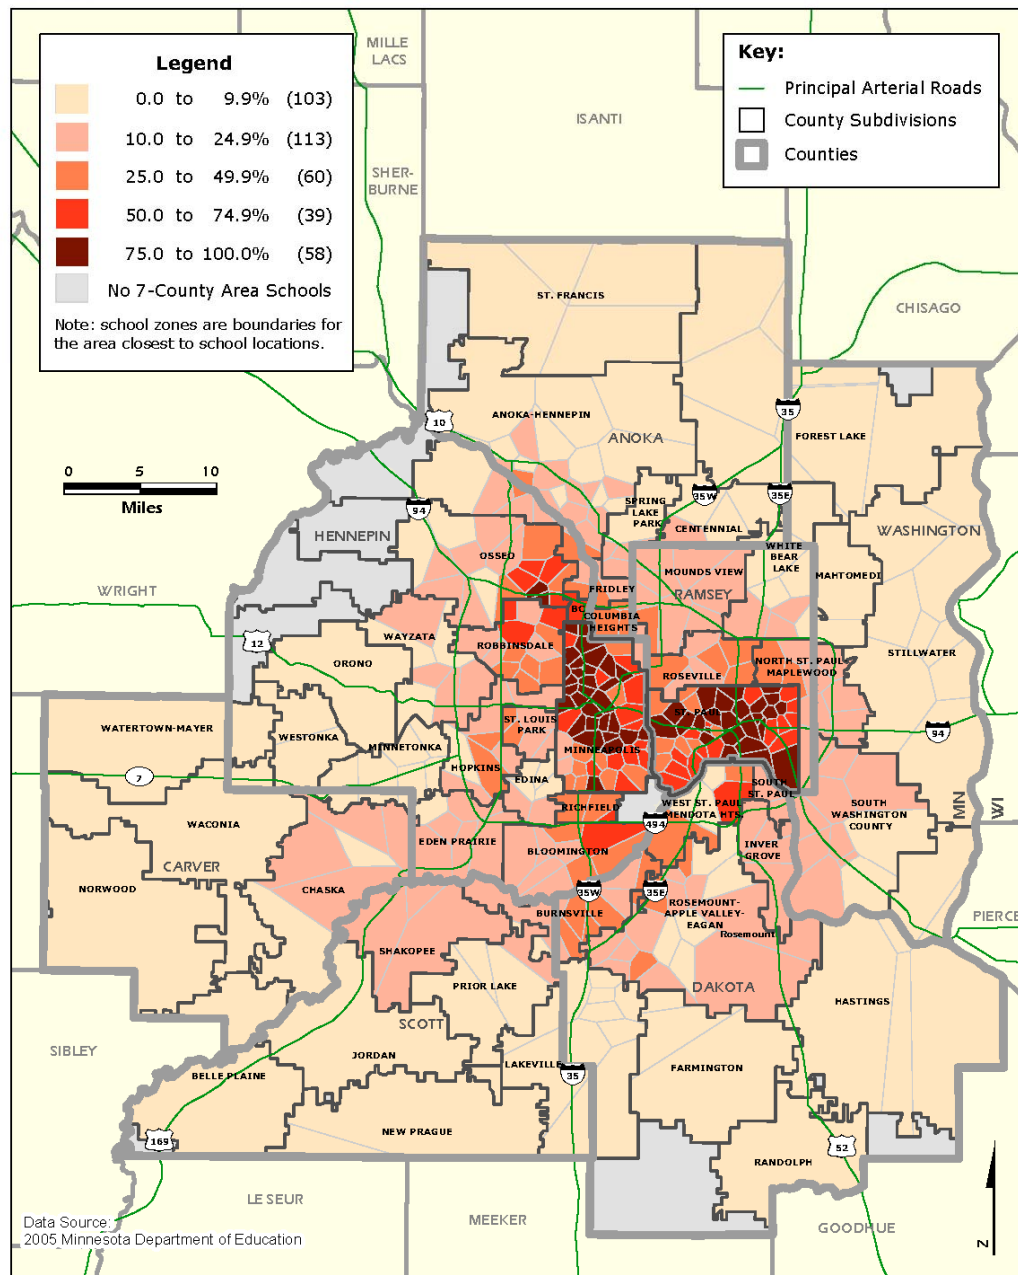 Legend
0.0 to 9.9% (103)
10.0 to 24.9% (113)
25.0 to 49.9% (60)
50.0 to 74.9% (39)
75.0 to 100.0% (58)
No 7-County Area Schools
Note: school zones are boundaries for
the area closest to school locations.
Key:
Principal Arterial Roads
County Subdivisions
Counties
MILLE
LACS
SHER-
BURNE
ISANTI
CHISAGO
ST. FRANCIS
ANOKA-HENNEPIN
ANOKA
10
35
FOREST LAKE
0 5 10
Miles
94
SPRING
LAKE
PARK
35W
35E
CENTENNIAL
WASHINGTON
HENNEPIN
OSSEO
WHITE
BEAR
LAKE
MOUNDS VIEW
RAMSEY
MAHTOMEDI
WRIGHT
FRIDLEY
BC
COLUMBIA
HEIGHTS
12
WAYZATA
ROBBINSDALE
ORONO
ROSEVILLE
NORTH ST. PAUL
MAPLEWOOD
STILLWATER
WATERTOWN-MAYER
WESTONKA
MINNETONKA
ST. LOUIS
PARK
ST. PAUL
MINNEAPOLIS
94
7
HOPKINS
EDINA
SOUTH
ST. PAUL
RICHFIELD
WEST ST. PAUL
MENDOTA HTS.
MN
WI
WACONIA
494
SOUTH
WASHINGTON
COUNTY
EDEN PRAIRIE
BLOOMINGTON
INVER
GROVE
CARVER
NORWOOD
CHASKA
35W
35E
ROSEMOUNT-
APPLE VALLEY-
EAGAN
BURNSVILLE
Rosemount
PIERCE
SHAKOPEE
PRIOR LAKE
DAKOTA
HASTINGS
SCOTT
SIBLEY
JORDAN
LAKEVILLE
35
FARMINGTON
BELLE PLAINE
169
NEW PRAGUE
52
RANDOLPH
LE SEUR
MEEKER
GOODHUE
Data Source:
2005 Minnesota Department of Education
N